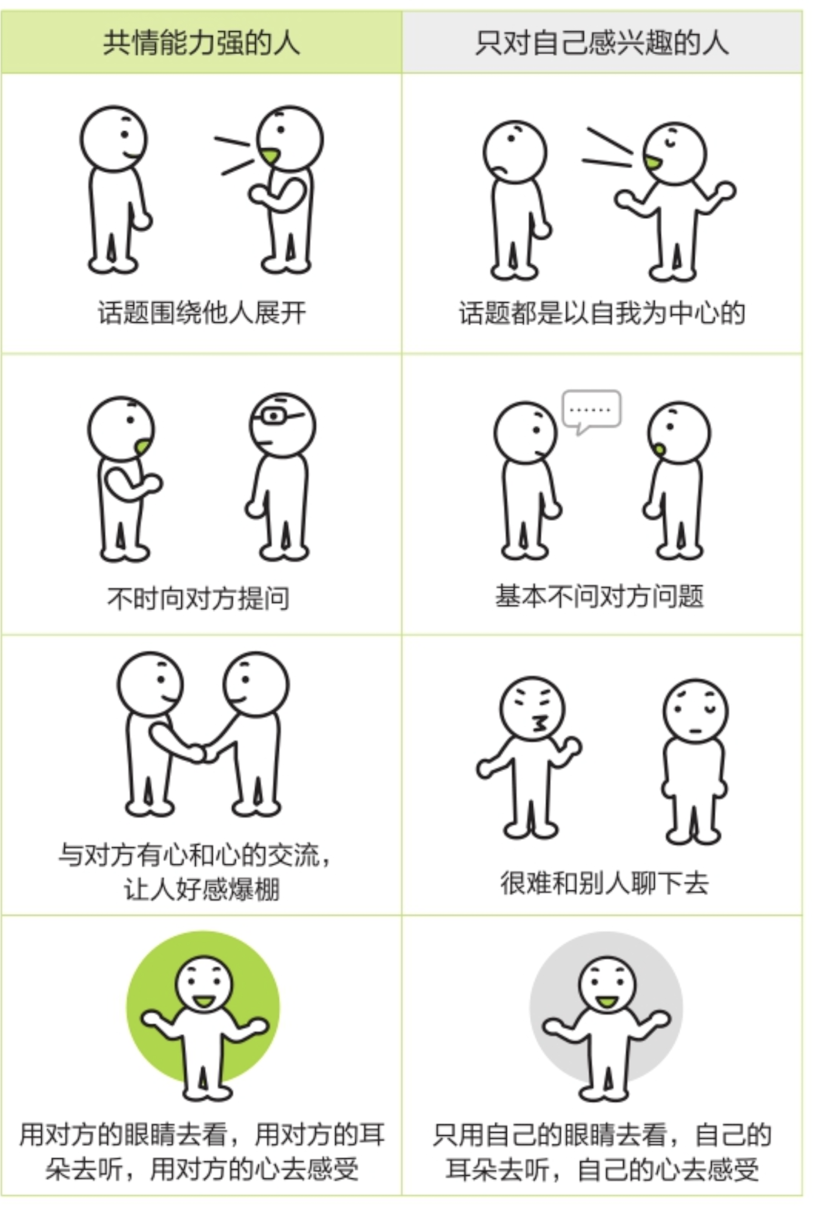 共情能力强的人
只对自己感兴趣的人
话题围绕他人展开
话题都是以自我为中心的
……
不时向对方提问
基本不问对方问题
与对方有心和心的交流，
让人好感爆棚
很难和别人聊下去
用对方的眼睛去看，用对方的耳
朵去听，用对方的心去感受
只用自己的眼睛去看，自己的
耳朵去听，自己的心去感受